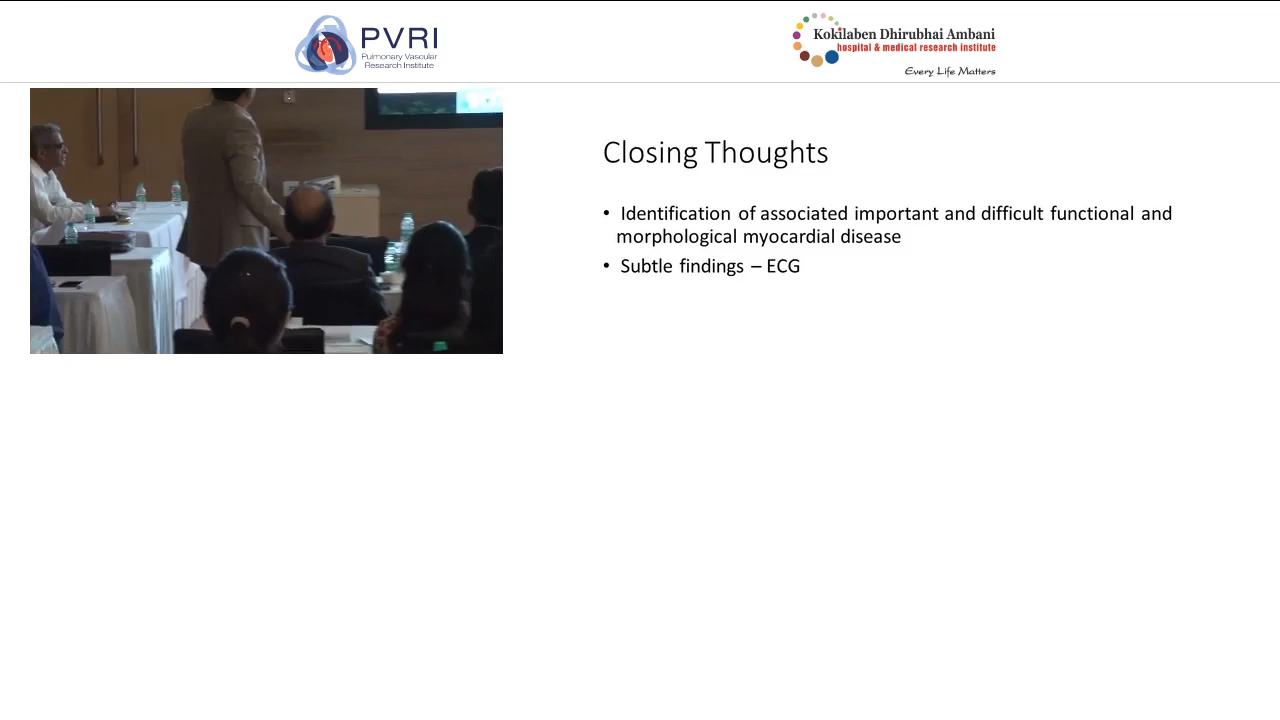 PVRI
Pulmonary Vascular
Research Institute
Kokilaben Dhirubhai Ambani
hospital & medical research institute
Every Life Matters
Closing Thoughts
• Identification of associated important and difficult functional and
morphological myocardial disease
• Subtle findings – ECG